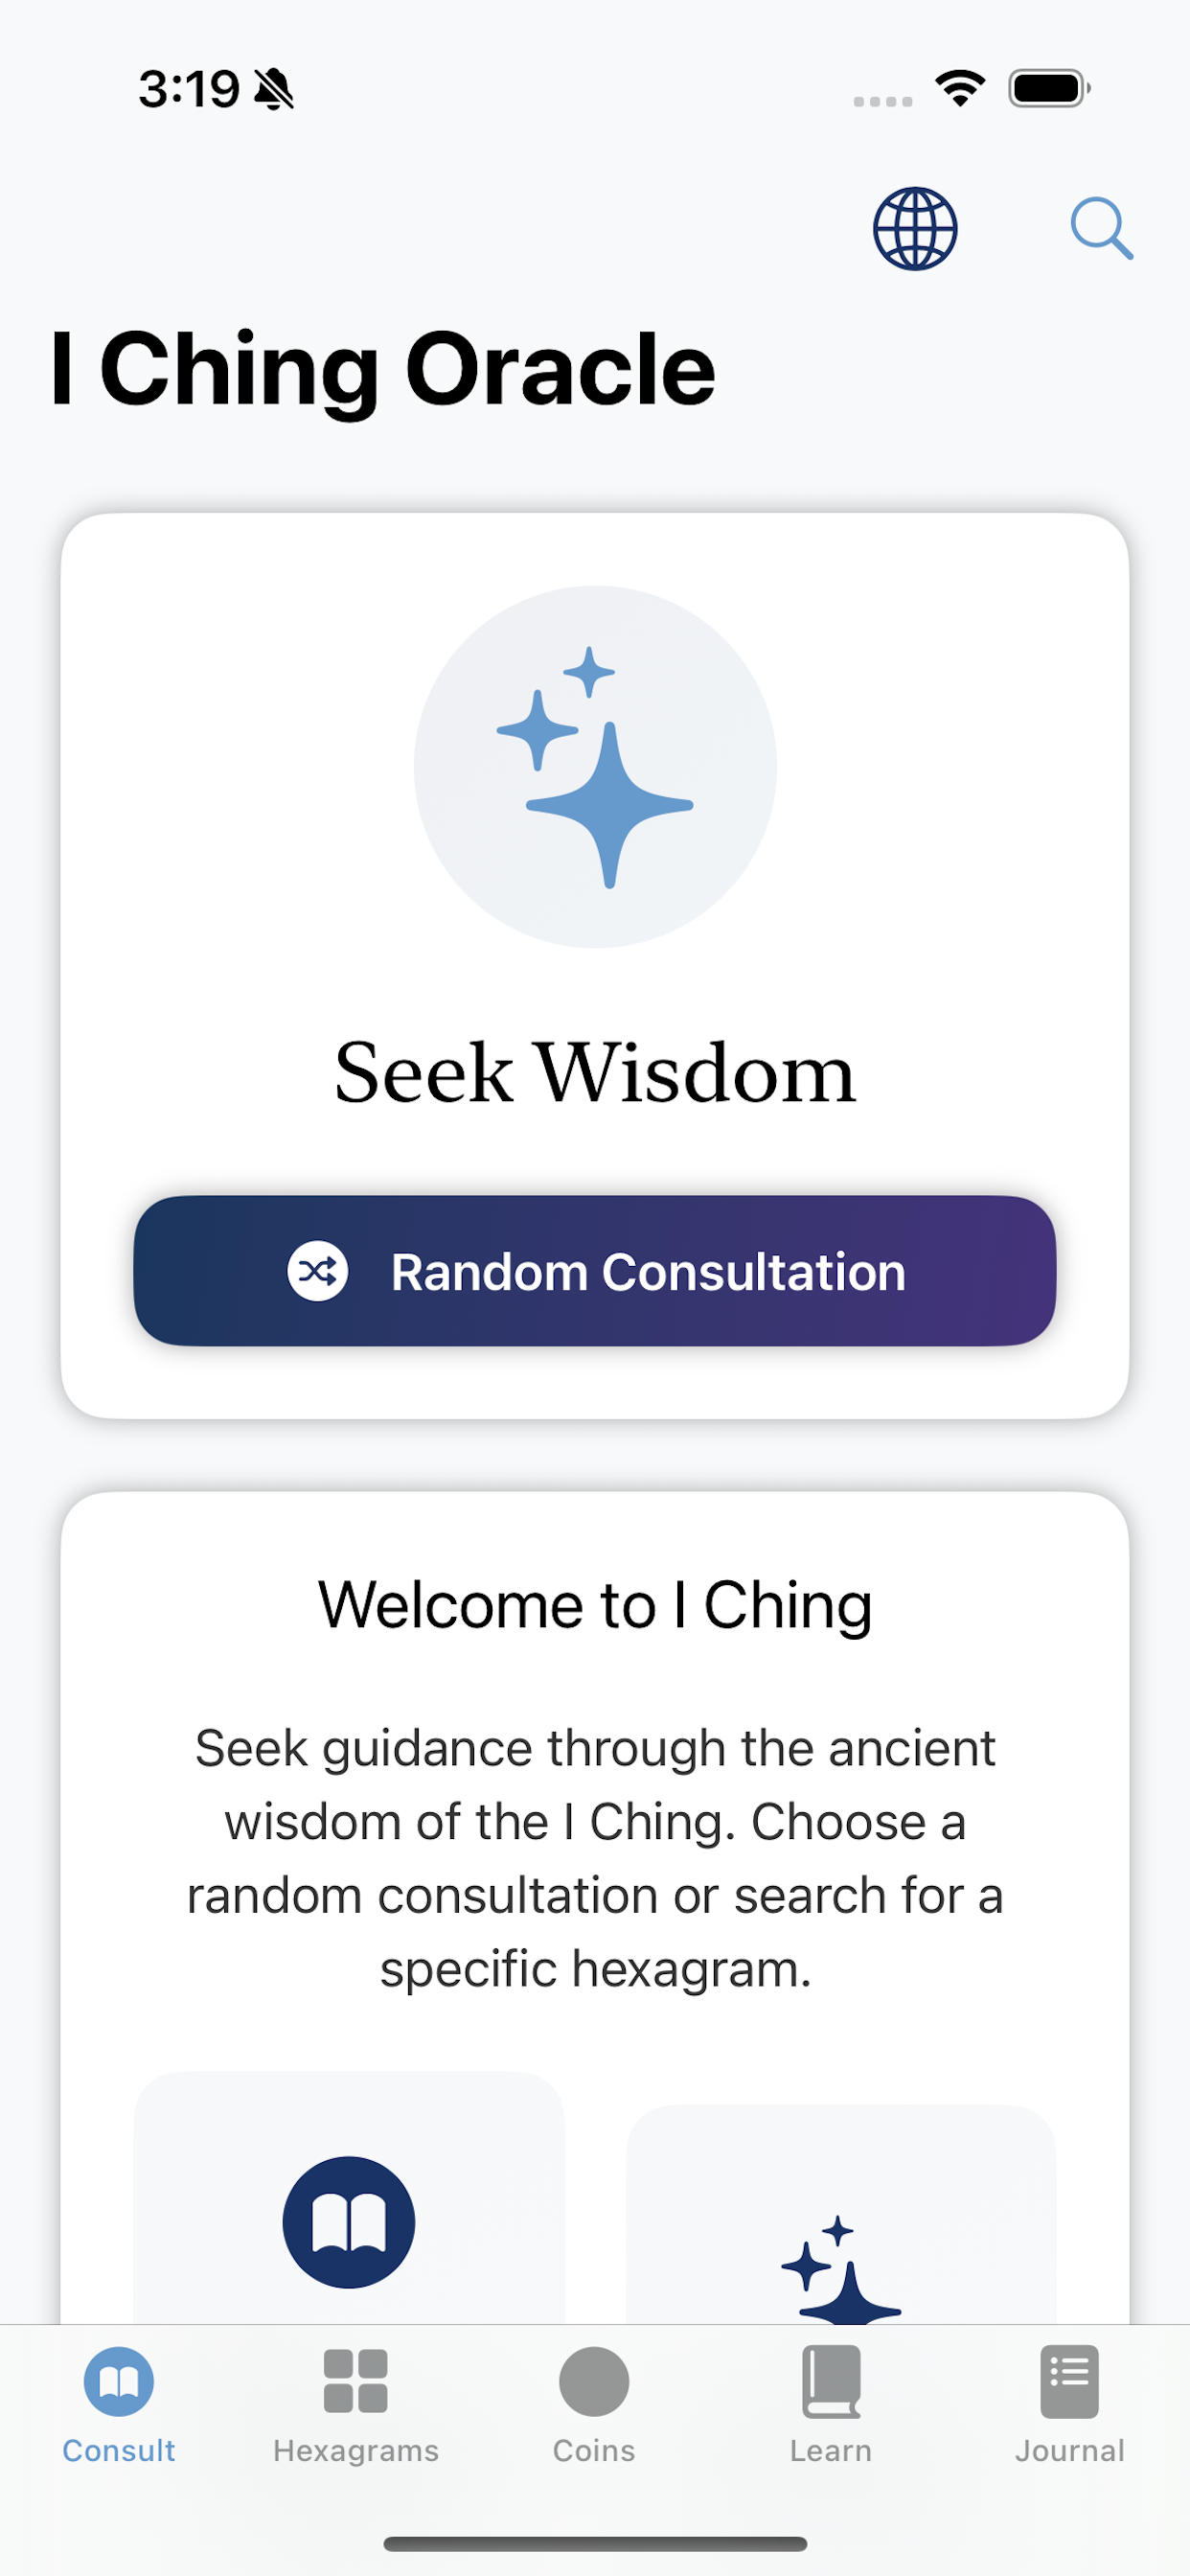 3:19
I Ching Oracle
Seek Wisdom
Random Consultation
Welcome to I Ching
Seek guidance through the ancient
wisdom of the I Ching. Choose a
random consultation or search for a
specific hexagram.
Consult
Hexagrams
Coins
Learn
Journal